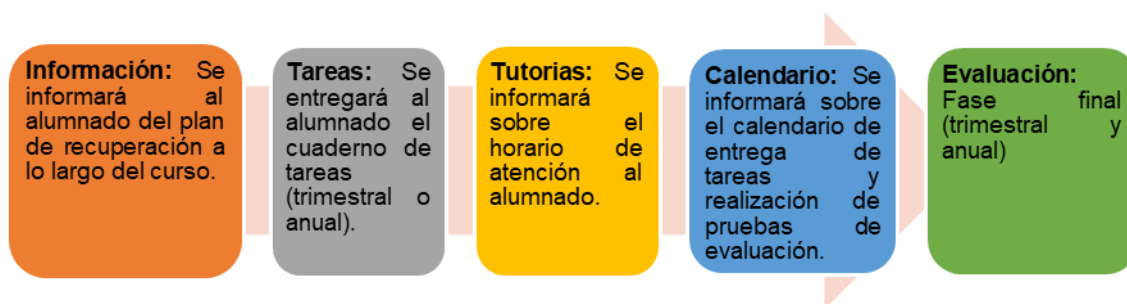 Información: Se
informará al
alumnado del plan
de recuperación a
lo largo del curso.
Tareas: Se
entregará al
alumnado el
cuaderno de
tareas
(trimestral o
anual).
Tutorias: Se
informará
sobre el
horario de
atención al
alumnado.
Calendario: Se
informará sobre
el calendario de
entrega de
tareas y
realización de
pruebas de
evaluación.
Evaluación:
Fase final
(trimestral y
anual)